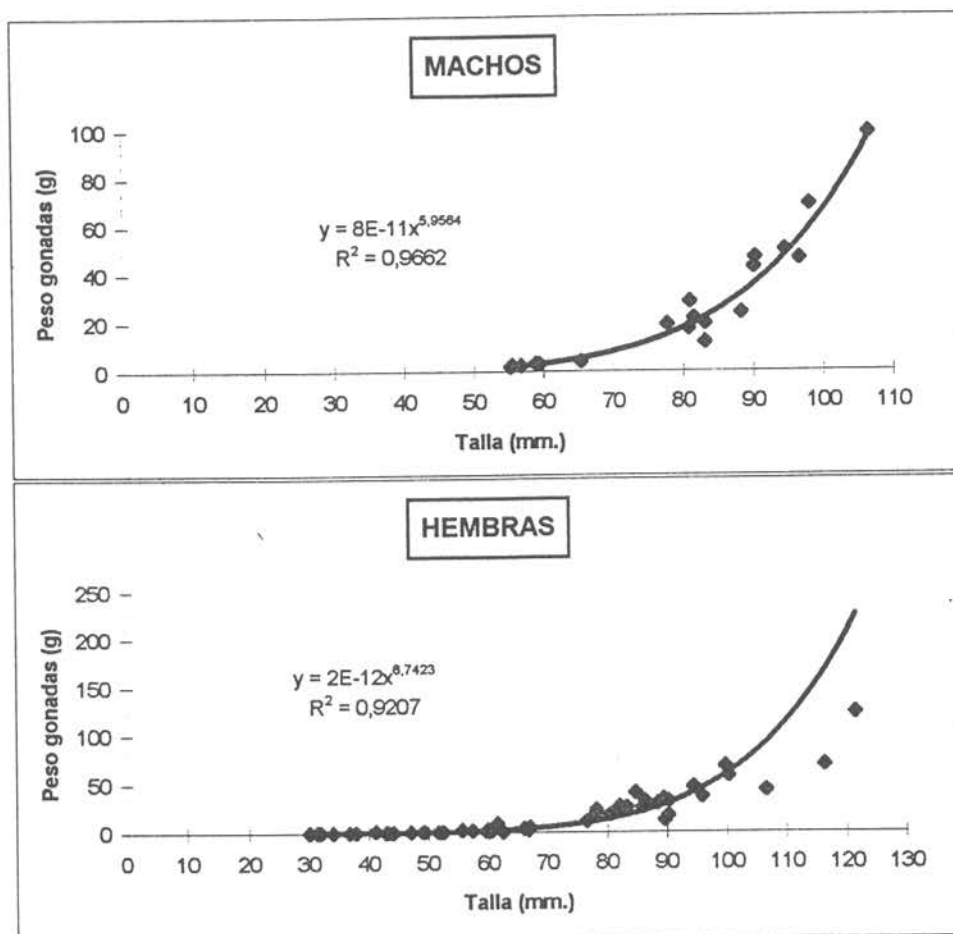 MACHOS
Peso gonadas (g)
100
80
60
40
20
0
y = 8E-11x^5,9564
R² = 0,9662
0 10 20 30 40 50 60 70 80 90 100 110
Talla (mm.)
HEMBRAS
Peso gonadas (g)
250
200
150
100
50
0
y = 2E-12x^6,7423
R² = 0,9207
0 10 20 30 40 50 60 70 80 90 100 110 120 130
Talla (mm.)